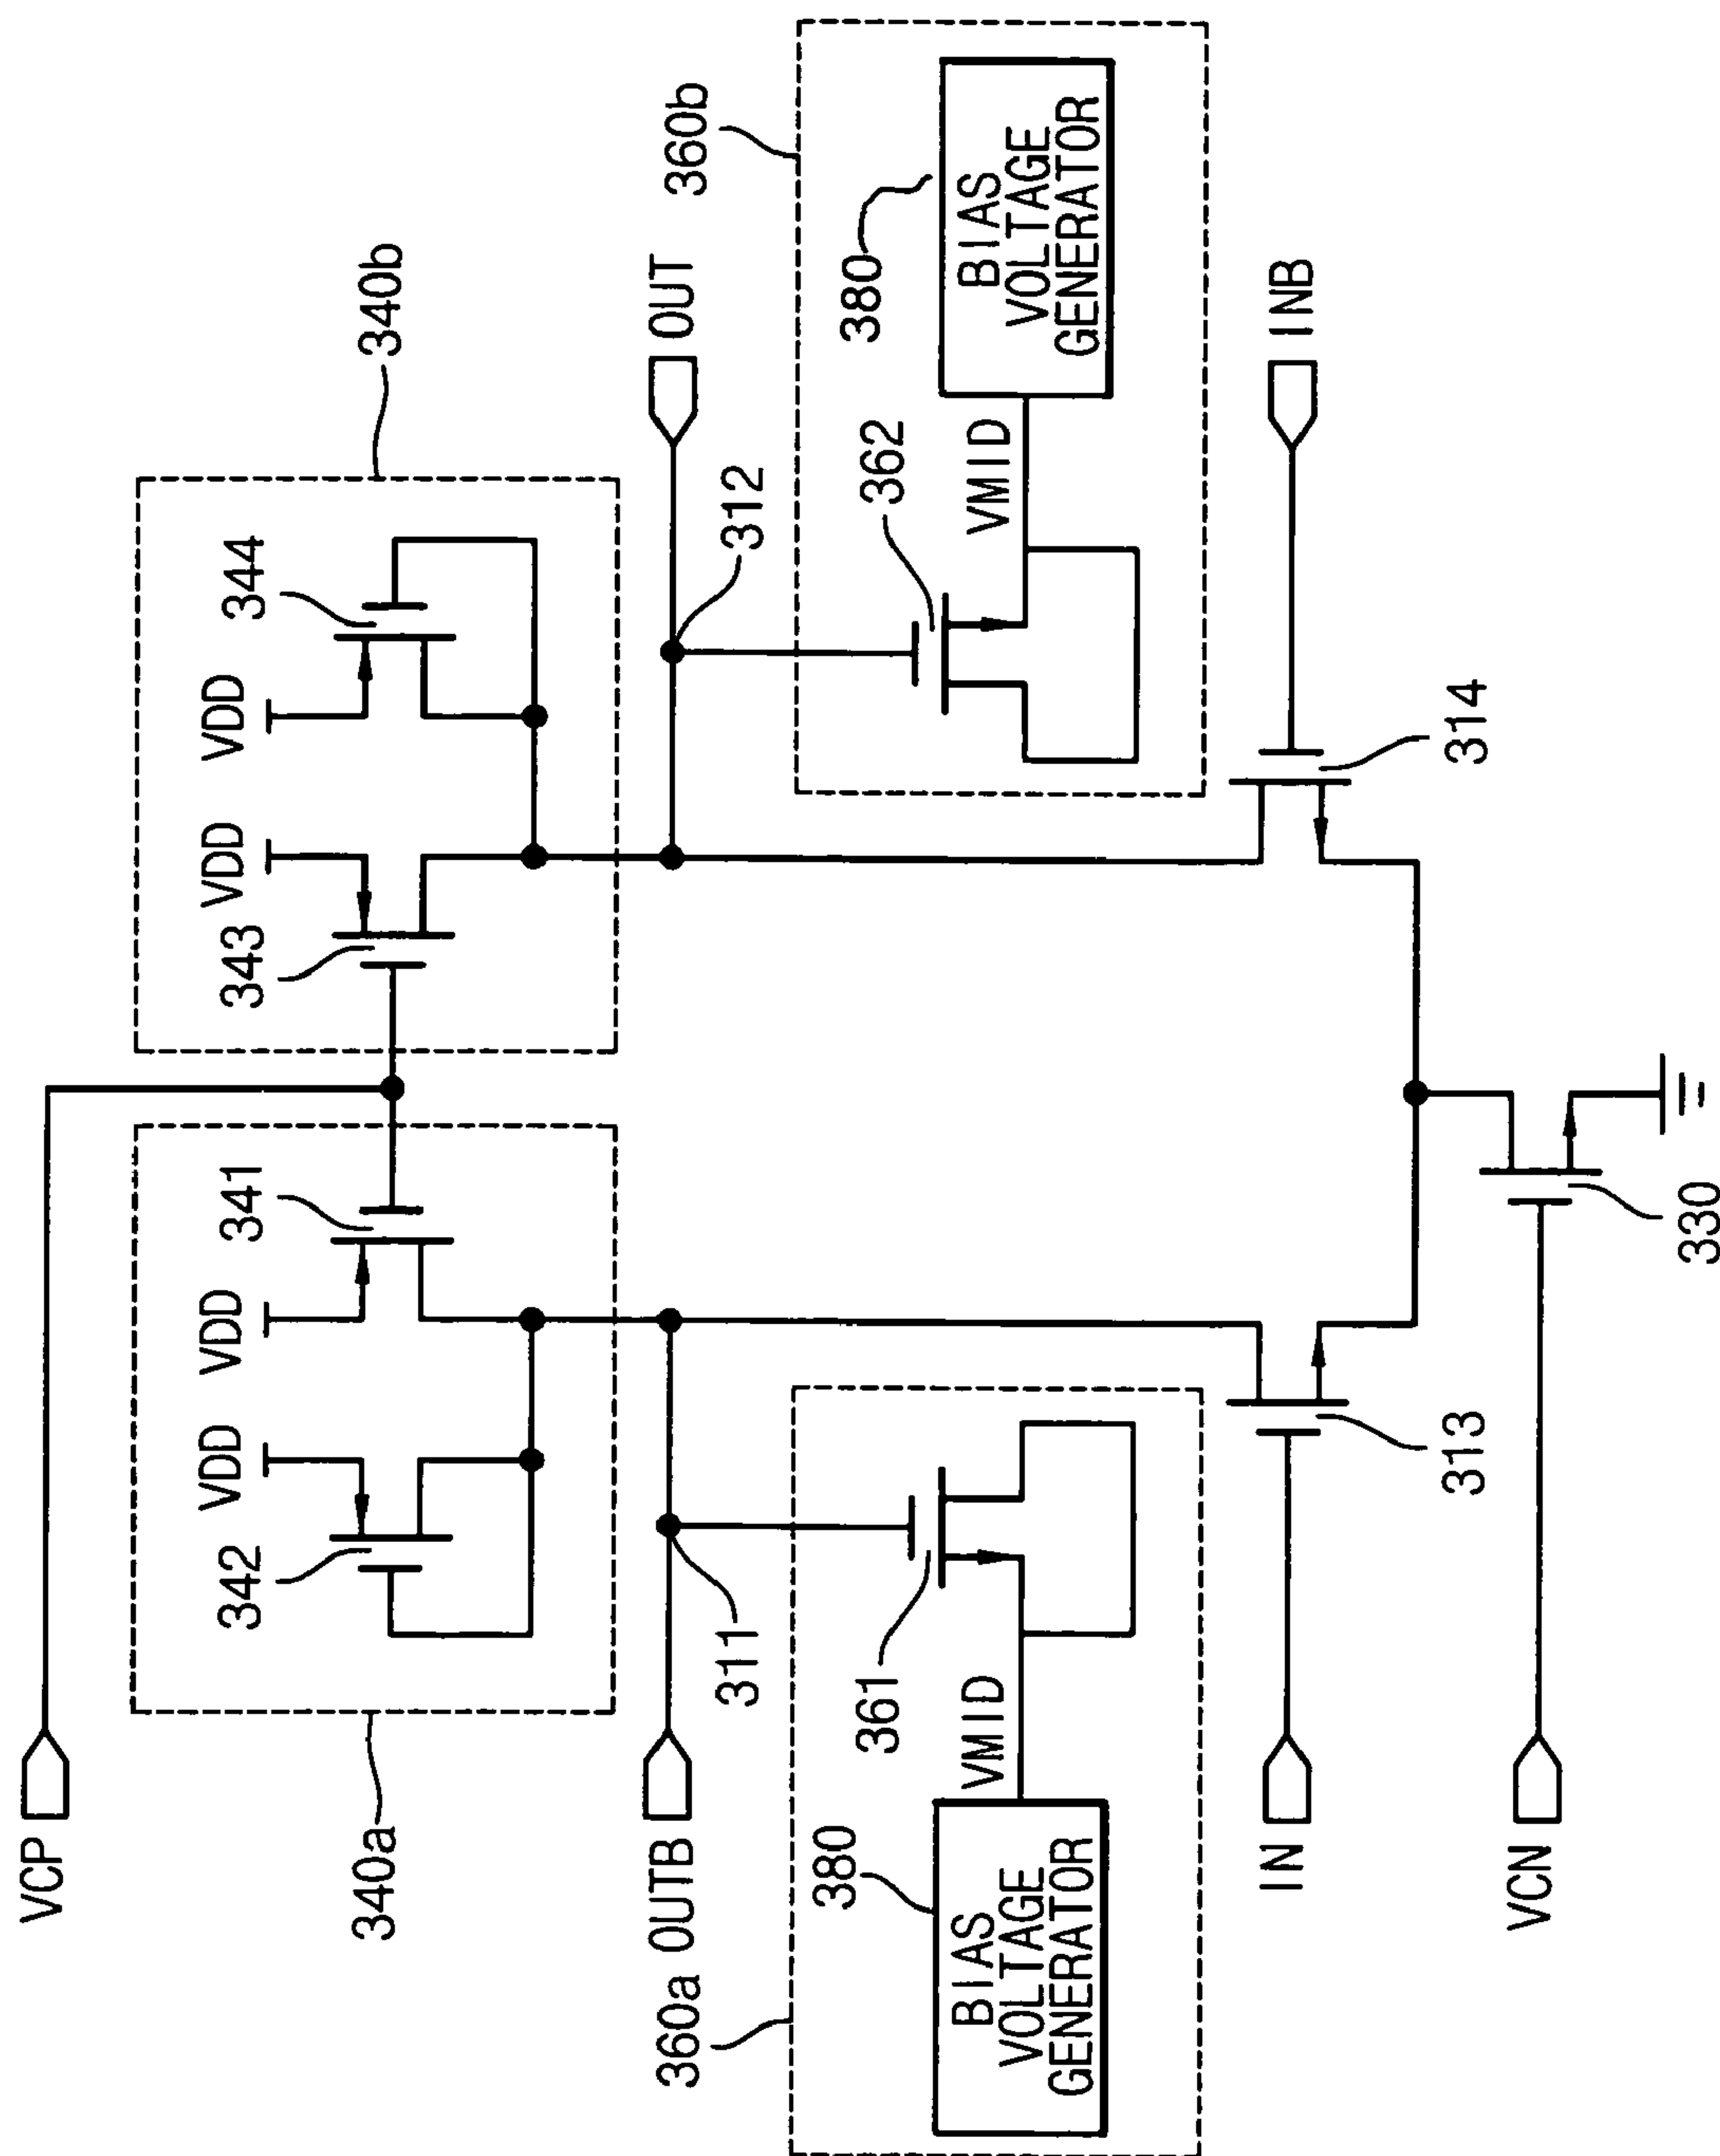 VCP
340a
340b
VDD
VDD
VDD
VDD
342
341
343
344
360a
OUTB
OUT
360b
311
312
380
BIAS
VOLTAGE
GENERATOR
VMID
361
362
VMID
380
BIAS
VOLTAGE
GENERATOR
IN
INB
313
314
VCN
330